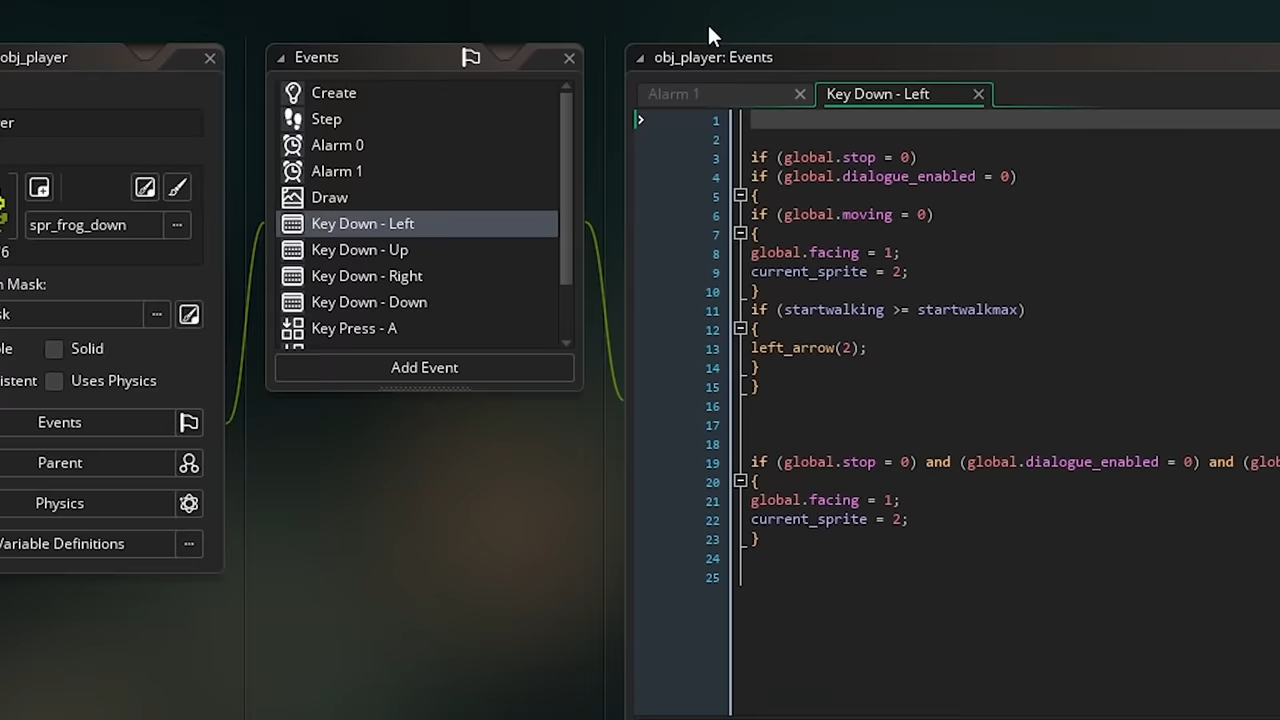 obj_player
er
spr_frog_down
6
n Mask:
sk
le
Solid
istent
Uses Physics
Events
Parent
Physics
Variable Definitions
Events
Create
Step
Alarm 0
Alarm 1
Draw
Key Down - Left
Key Down - Up
Key Down - Right
Key Down - Down
Key Press - A
Add Event
obj_player: Events
Alarm 1
Key Down - Left
1
2
3 if (global.stop = 0)
4 if (global.dialogue_enabled = 0)
5 {
6 if (global.moving = 0)
7 {
8 global.facing = 1;
9 current_sprite = 2;
10 }
11 if (startwalking >= startwalkmax)
12 {
13 left_arrow(2);
14 }
15 }
16
17
18
19 if (global.stop = 0) and (global.dialogue_enabled = 0) and (glob
20 {
21 global.facing = 1;
22 current_sprite = 2;
23 }
24
25